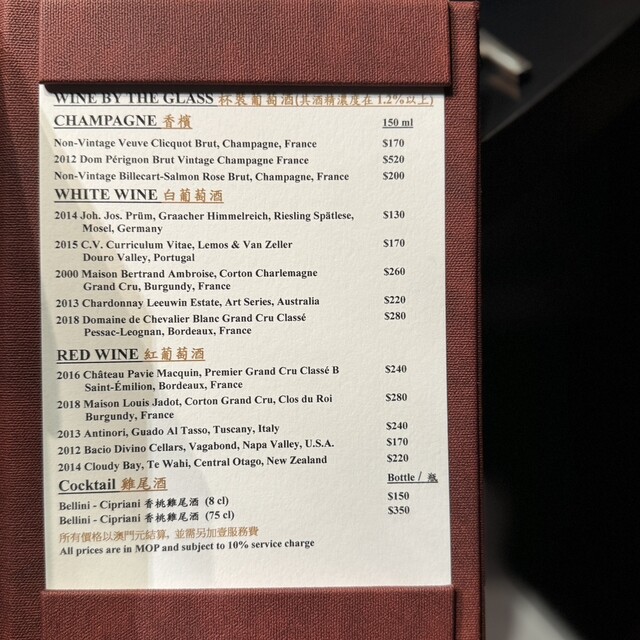 WINE BY THE GLASS 杯裝葡萄酒(其酒精濃度在 1.2%以上)
CHAMPAGNE 香檳 150 ml
Non-Vintage Veuve Clicquot Brut, Champagne, France $170
2012 Dom Pérignon Brut Vintage Champagne France $520
Non-Vintage Billecart-Salmon Rose Brut, Champagne, France $200
WHITE WINE 白葡萄酒
2014 Joh. Jos. Prüm, Graacher Himmelreich, Riesling Spätlese, $130
Mosel, Germany
2015 C.V. Curriculum Vitae, Lemos & Van Zeller $170
Douro Valley, Portugal
2000 Maison Bertrand Ambroise, Corton Charlemagne $260
Grand Cru, Burgundy, France
2013 Chardonnay Leeuwin Estate, Art Series, Australia $220
2018 Domaine de Chevalier Blanc Grand Cru Classé $280
Pessac-Leognan, Bordeaux, France
RED WINE 紅葡萄酒
2016 Château Pavie Macquin, Premier Grand Cru Classé B $240
Saint-Émilion, Bordeaux, France
2018 Maison Louis Jadot, Corton Grand Cru, Clos du Roi $280
Burgundy, France
2013 Antinori, Guado Al Tasso, Tuscany, Italy $240
2012 Bacio Divino Cellars, Vagabond, Napa Valley, U.S.A. $170
2014 Cloudy Bay, Te Wahi, Central Otago, New Zealand $220
Cocktail 雞尾酒 Bottle / 瓶
Bellini - Cipriani 香桃雞尾酒 (8 cl) $150
Bellini - Cipriani 香桃雞尾酒 (75 cl) $350
所有價格以澳門元結算, 並需另加壹服務費
All prices are in MOP and subject to 10% service charge